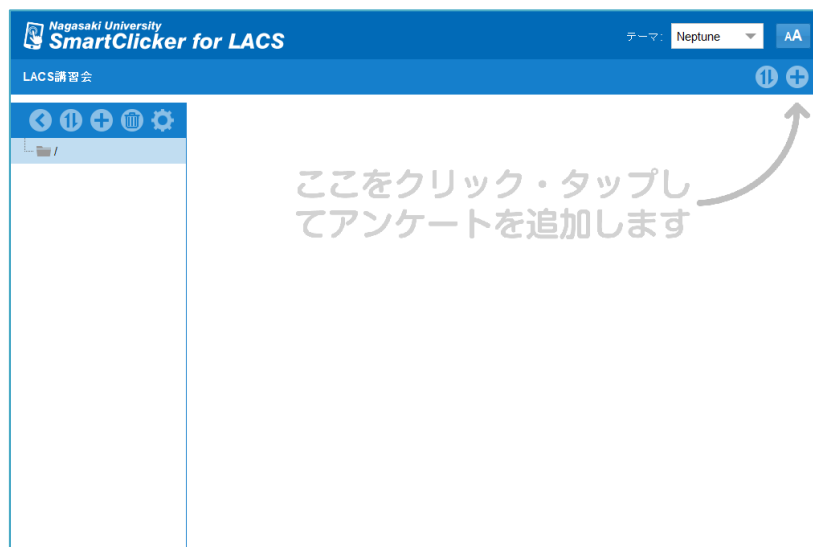 Nagasaki University
SmartClicker for LACS
テーマ: Neptune AA
LACS講習会
/
ここをクリック・タップし
てアンケートを追加します